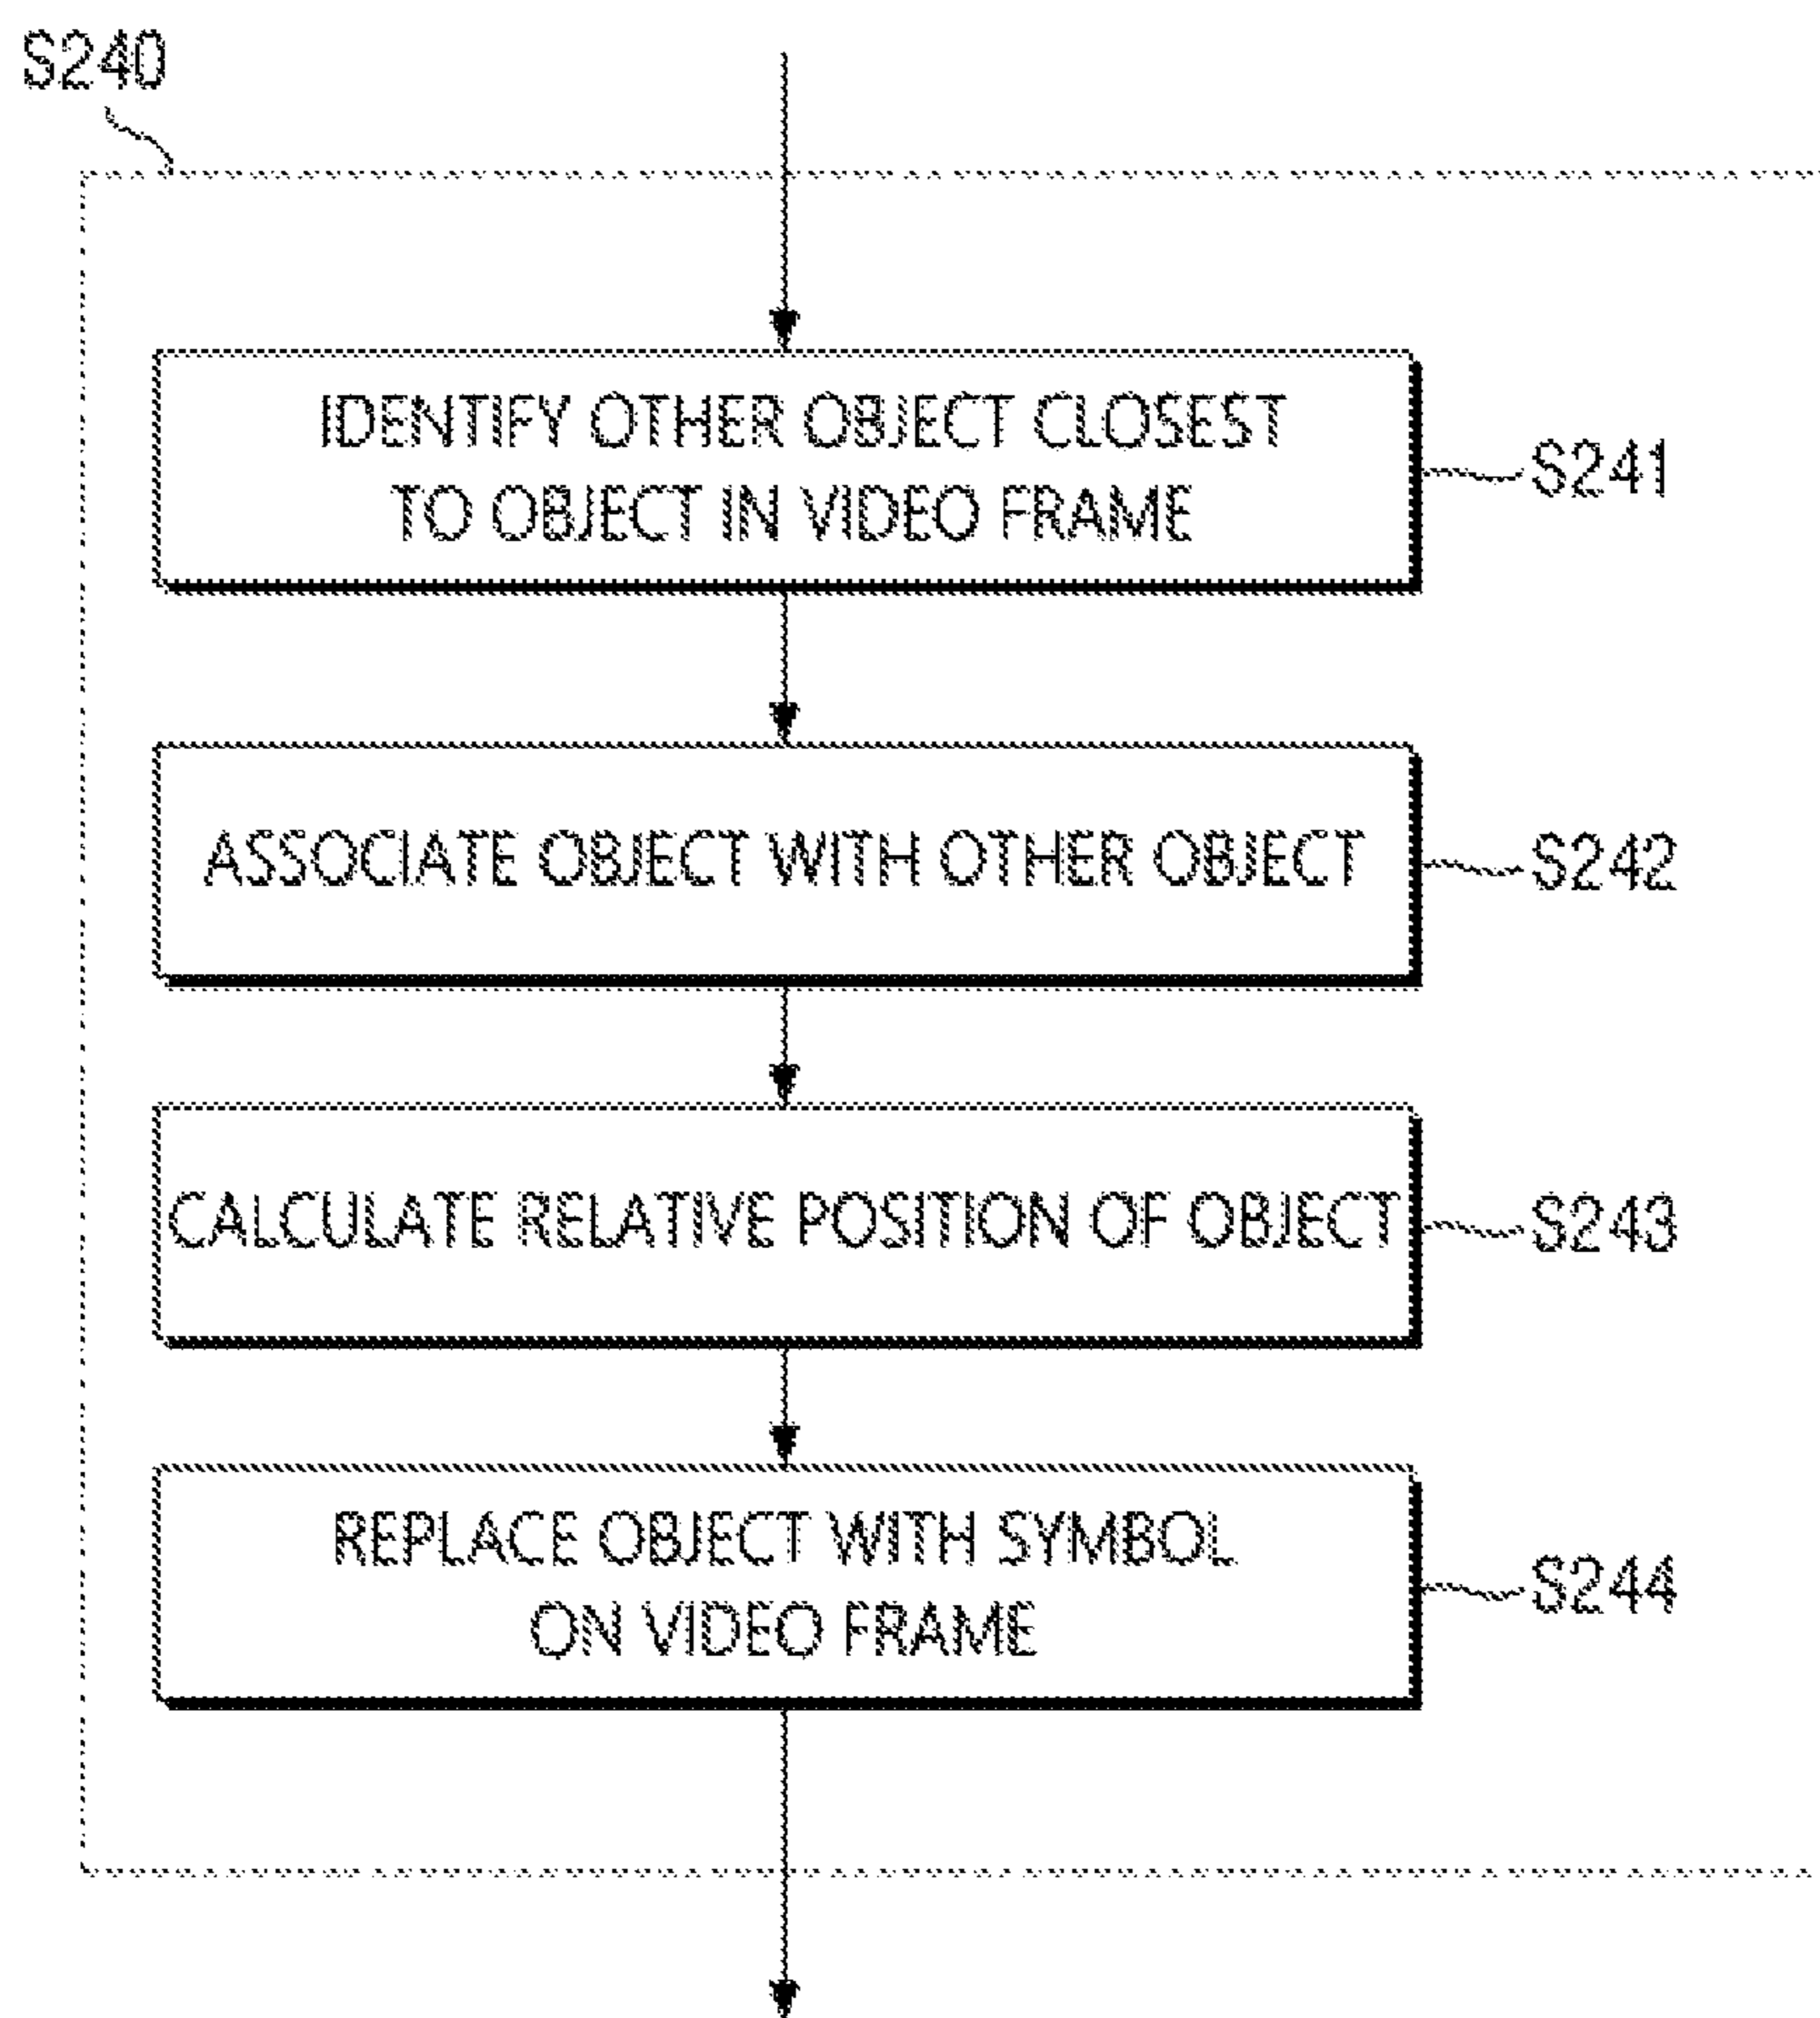 S240
IDENTIFY OTHER OBJECT CLOSEST
TO OBJECT IN VIDEO FRAME
S241
ASSOCIATE OBJECT WITH OTHER OBJECT
S242
CALCULATE RELATIVE POSITION OF OBJECT
S243
REPLACE OBJECT WITH SYMBOL
ON VIDEO FRAME
S244